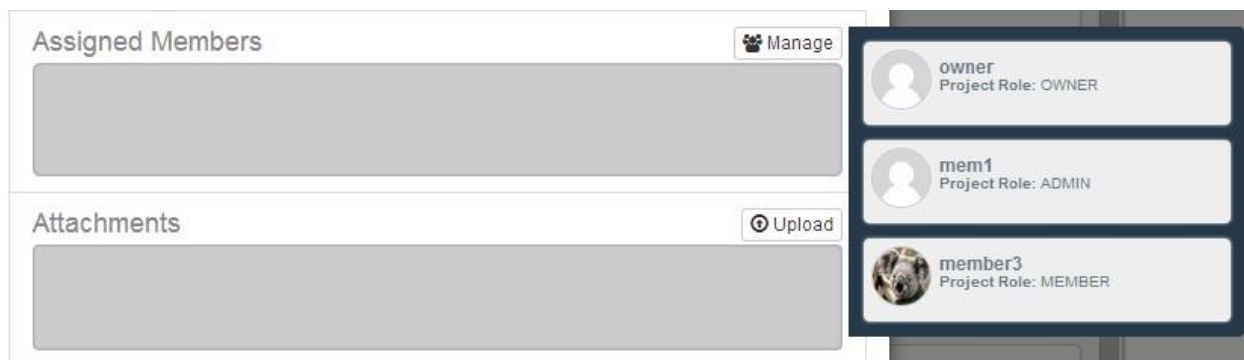 Assigned Members
Manage
Attachments
Upload
owner
Project Role: OWNER
mem1
Project Role: ADMIN
member3
Project Role: MEMBER